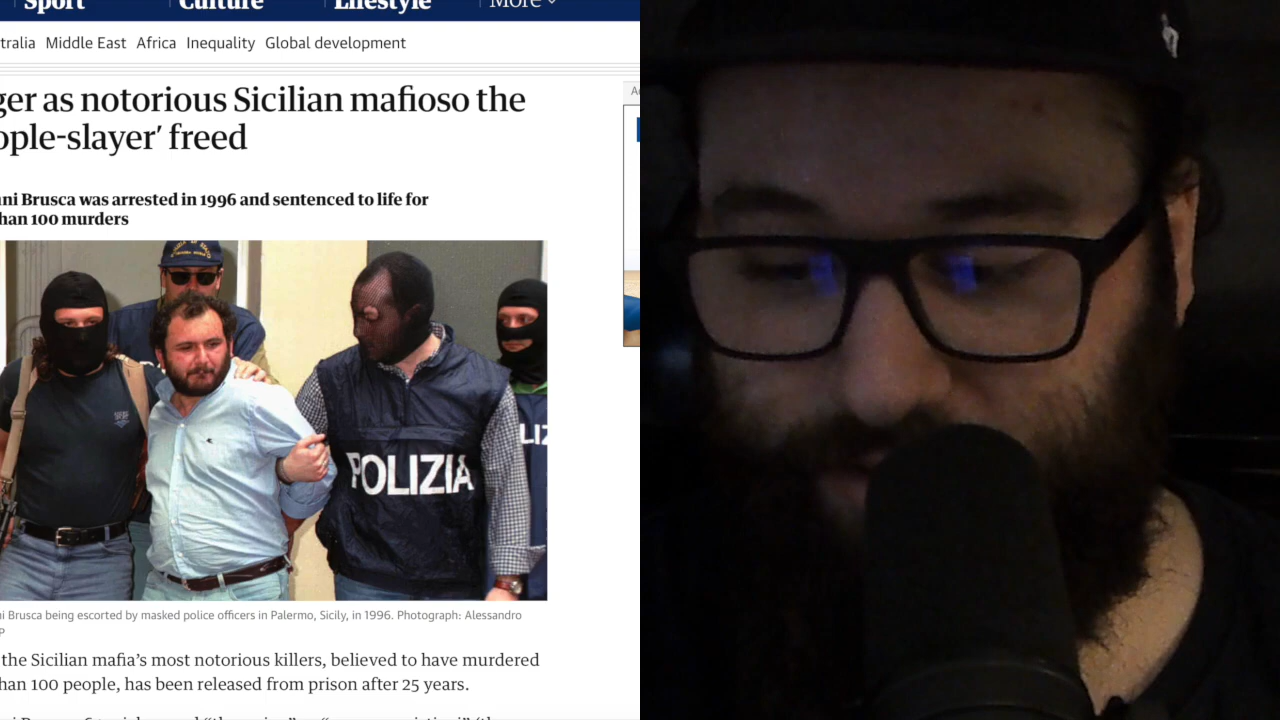 Sport Culture Lifestyle More
tralia Middle East Africa Inequality Global development
ger as notorious Sicilian mafioso the
ople-slayer’ freed
ni Brusca was arrested in 1996 and sentenced to life for
han 100 murders
POLIZIA
LIZ
i Brusca being escorted by masked police officers in Palermo, Sicily, in 1996. Photograph: Alessandro
P
the Sicilian mafia’s most notorious killers, believed to have murdered
han 100 people, has been released from prison after 25 years.